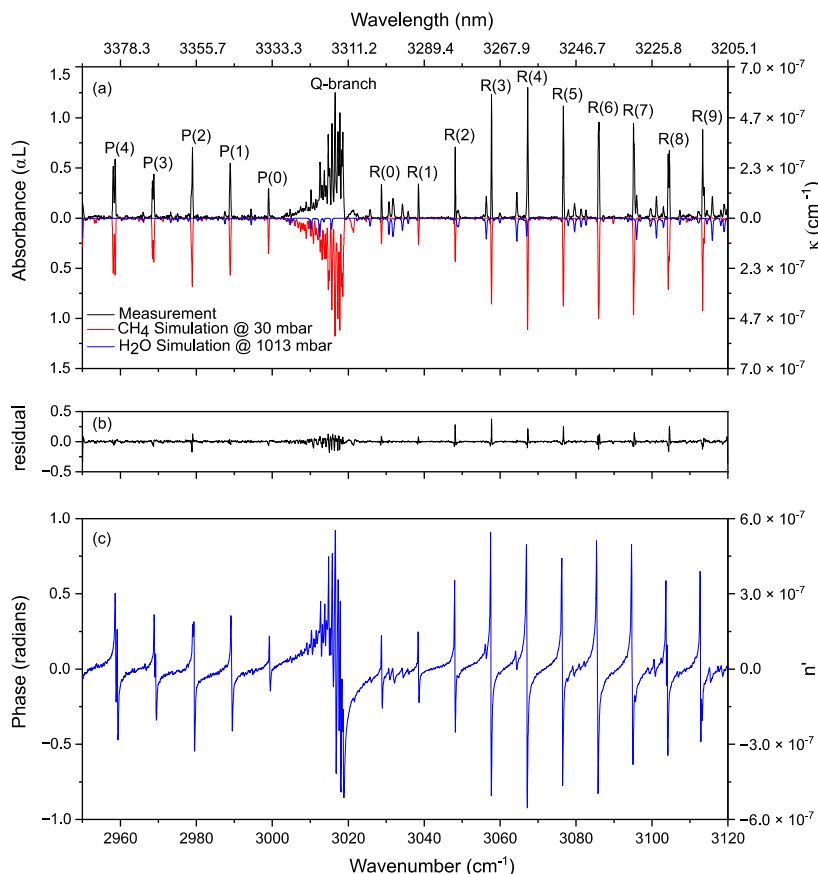 Wavelength (nm)
3378.3 3355.7 3333.3 3311.2 3289.4 3267.9 3246.7 3225.8 3205.1
(a)
Q-branch
P(4) P(3) P(2) P(1) P(0) R(0) R(1) R(2) R(3) R(4) R(5) R(6) R(7) R(8) R(9)
1.5 1.0 0.5 0.0 0.5 1.0 1.5
Absorbance (αL)
7.0 × 10⁻⁷
4.7 × 10⁻⁷
2.3 × 10⁻⁷
0.0
2.3 × 10⁻⁷
4.7 × 10⁻⁷
7.0 × 10⁻⁷
κ (cm⁻¹)
Measurement
CH₄ Simulation @ 30 mbar
H₂O Simulation @ 1013 mbar
(b)
0.5 0.0 −0.5
residual
(c)
1.0 0.5 0.0 −0.5 −1.0
Phase (radians)
6.0 × 10⁻⁷
3.0 × 10⁻⁷
0.0
−3.0 × 10⁻⁷
−6.0 × 10⁻⁷
n'
2960 2980 3000 3020 3040 3060 3080 3100 3120
Wavenumber (cm⁻¹)